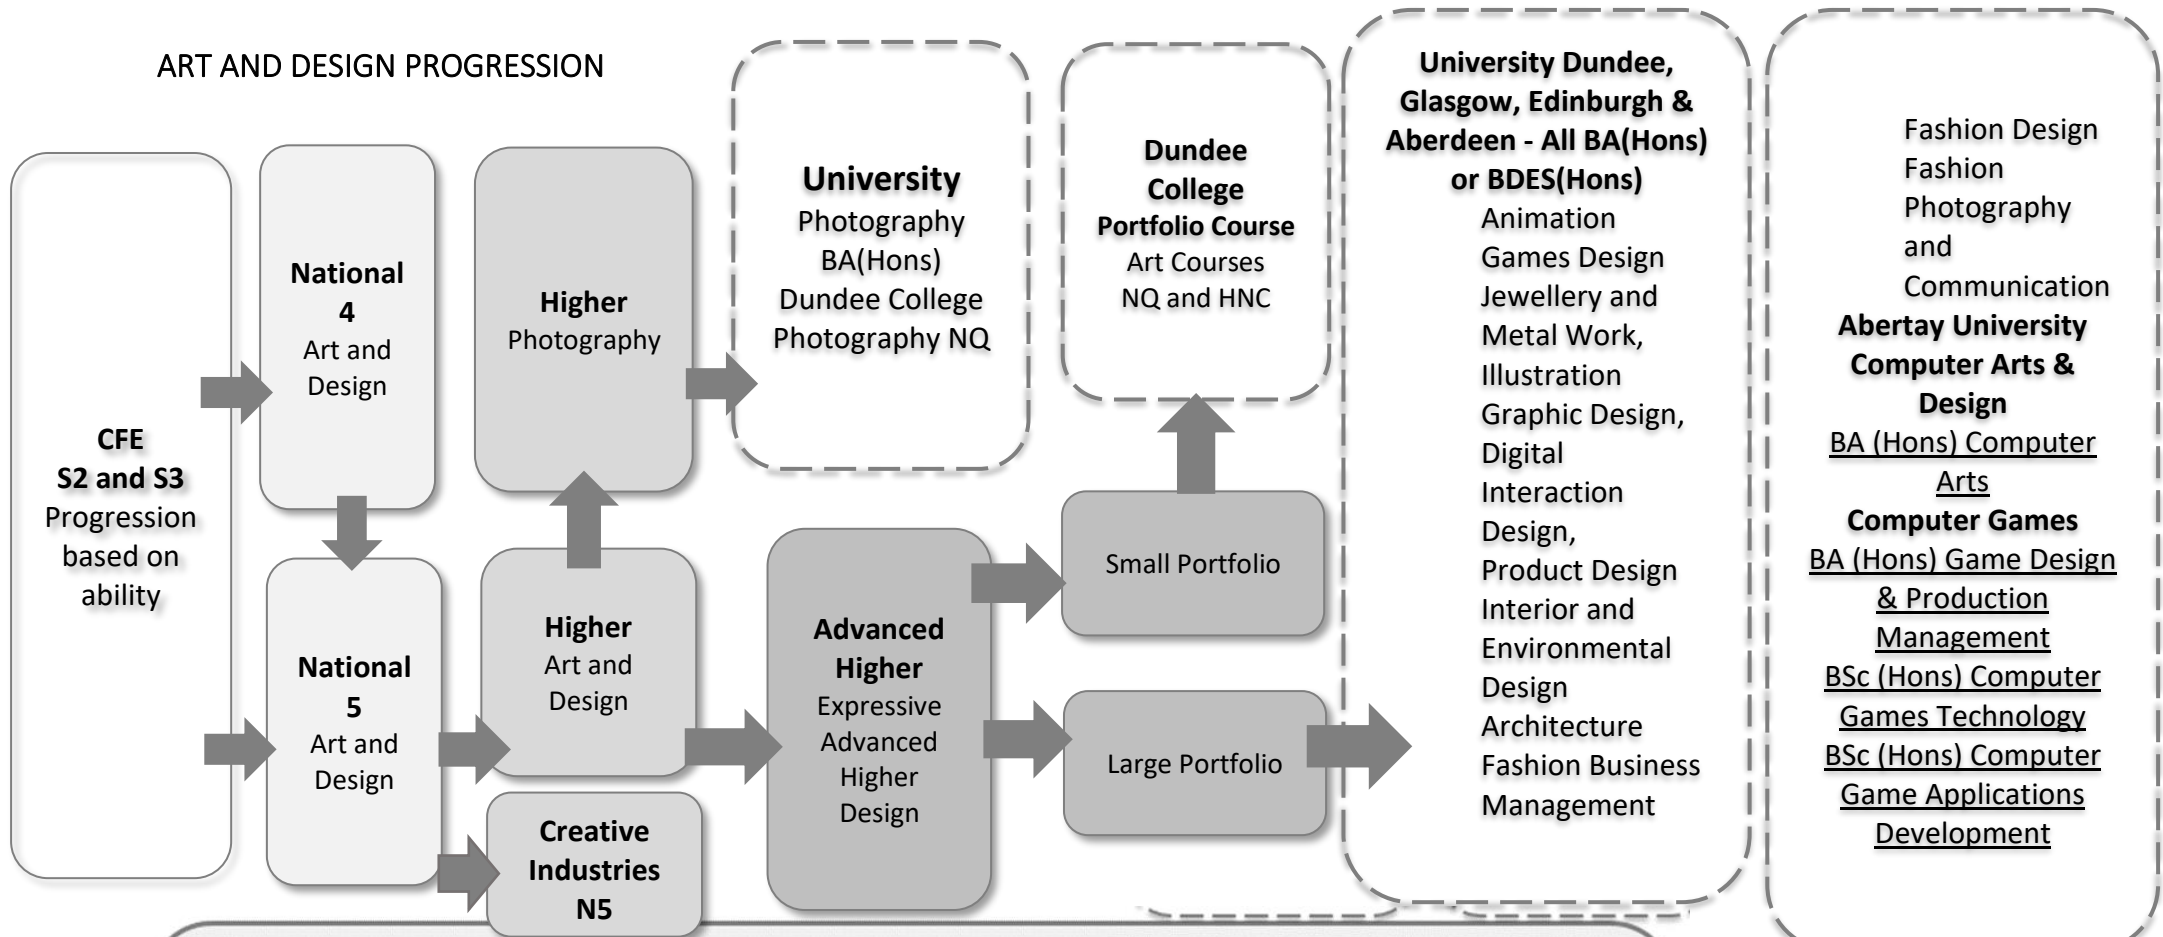 ART AND DESIGN PROGRESSION
CFE
S2 and S3
Progression
based on
ability
National
4
Art and
Design
National
5
Art and
Design
Higher
Photography
Higher
Art and
Design
Creative
Industries
N5
University
Photography
BA(Hons)
Dundee College
Photography NQ
Advanced
Higher
Expressive
Advanced
Higher
Design
Dundee
College
Portfolio Course
Art Courses
NQ and HNC
Small Portfolio
Large Portfolio
University Dundee,
Glasgow, Edinburgh &
Aberdeen - All BA(Hons)
or BDES(Hons)
Animation
Games Design
Jewellery and
Metal Work,
Illustration
Graphic Design,
Digital
Interaction
Design,
Product Design
Interior and
Environmental
Design
Architecture
Fashion Business
Management
Fashion Design
Fashion
Photography
and
Communication
Abertay University
Computer Arts &
Design
BA (Hons) Computer
Arts
Computer Games
BA (Hons) Game Design
& Production
Management
BSc (Hons) Computer
Games Technology
BSc (Hons) Computer
Game Applications
Development